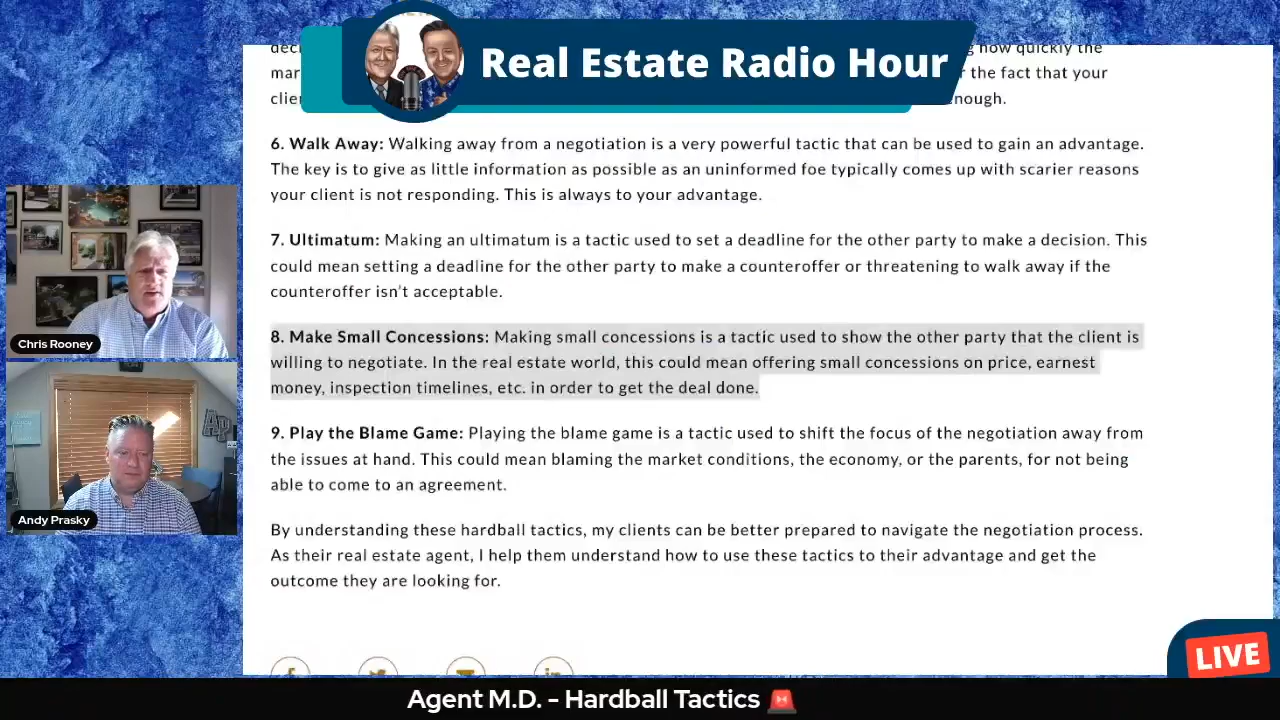 Real Estate Radio Hour
how quickly the
the fact that your
enough.
6. Walk Away: Walking away from a negotiation is a very powerful tactic that can be used to gain an advantage.
The key is to give as little information as possible as an uninformed foe typically comes up with scarier reasons
your client is not responding. This is always to your advantage.
7. Ultimatum: Making an ultimatum is a tactic used to set a deadline for the other party to make a decision. This
could mean setting a deadline for the other party to make a counteroffer or threatening to walk away if the
counteroffer isn't acceptable.
8. Make Small Concessions: Making small concessions is a tactic used to show the other party that the client is
willing to negotiate. In the real estate world, this could mean offering small concessions on price, earnest
money, inspection timelines, etc. in order to get the deal done.
9. Play the Blame Game: Playing the blame game is a tactic used to shift the focus of the negotiation away from
the issues at hand. This could mean blaming the market conditions, the economy, or the parents, for not being
able to come to an agreement.
By understanding these hardball tactics, my clients can be better prepared to navigate the negotiation process.
As their real estate agent, I help them understand how to use these tactics to their advantage and get the
outcome they are looking for.
Chris Rooney
AP
Andy Prasky
LIVE
Agent M.D. - Hardball Tactics 🚨